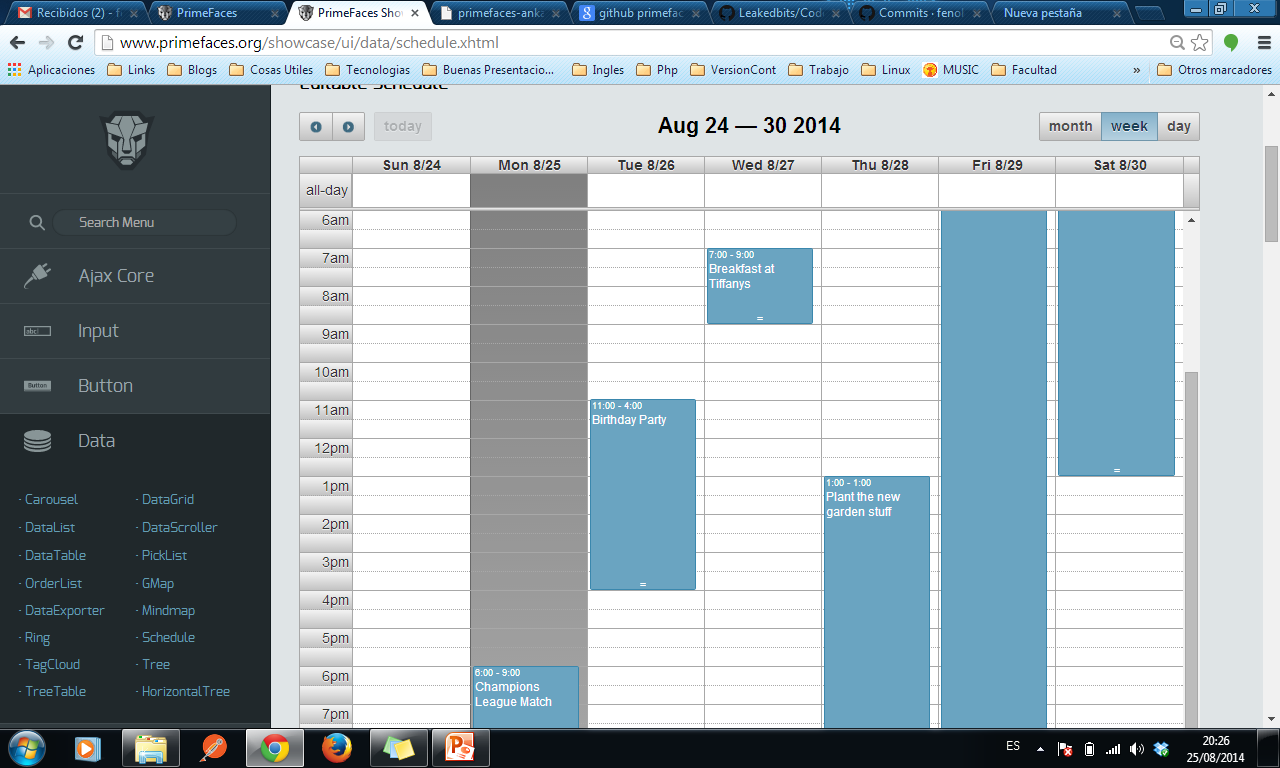 Recibidos (2) - f
PrimeFaces
PrimeFaces Sho
primefaces-anka
github primefac
Leakedbits/Code
Commits · fenol
Nueva pestaña
www.primefaces.org/showcase/ui/data/schedule.xhtml
Aplicaciones
Links
Blogs
Cosas Utiles
Tecnologias
Buenas Presentacio...
Ingles
Php
VersionCont
Trabajo
Linux
MUSIC
Facultad
»
Otros marcadores
Editable Schedule
today
Aug 24 — 30 2014
month
week
day
Search Menu
Ajax Core
Input
abc
Button
Button
Data
- Carousel
- DataGrid
- DataList
- DataScroller
- DataTable
- PickList
- OrderList
- GMap
- DataExporter
- Mindmap
- Ring
- Schedule
- TagCloud
- Tree
- TreeTable
- HorizontalTree
Sun 8/24
Mon 8/25
Tue 8/26
Wed 8/27
Thu 8/28
Fri 8/29
Sat 8/30
all-day
6am
7am
8am
9am
10am
11am
12pm
1pm
2pm
3pm
4pm
5pm
6pm
7pm
6:00 - 9:00
Champions
League Match
11:00 - 4:00
Birthday Party
=
7:00 - 9:00
Breakfast at
Tiffanys
=
1:00 - 1:00
Plant the new
garden stuff
=
ES
20:26
25/08/2014